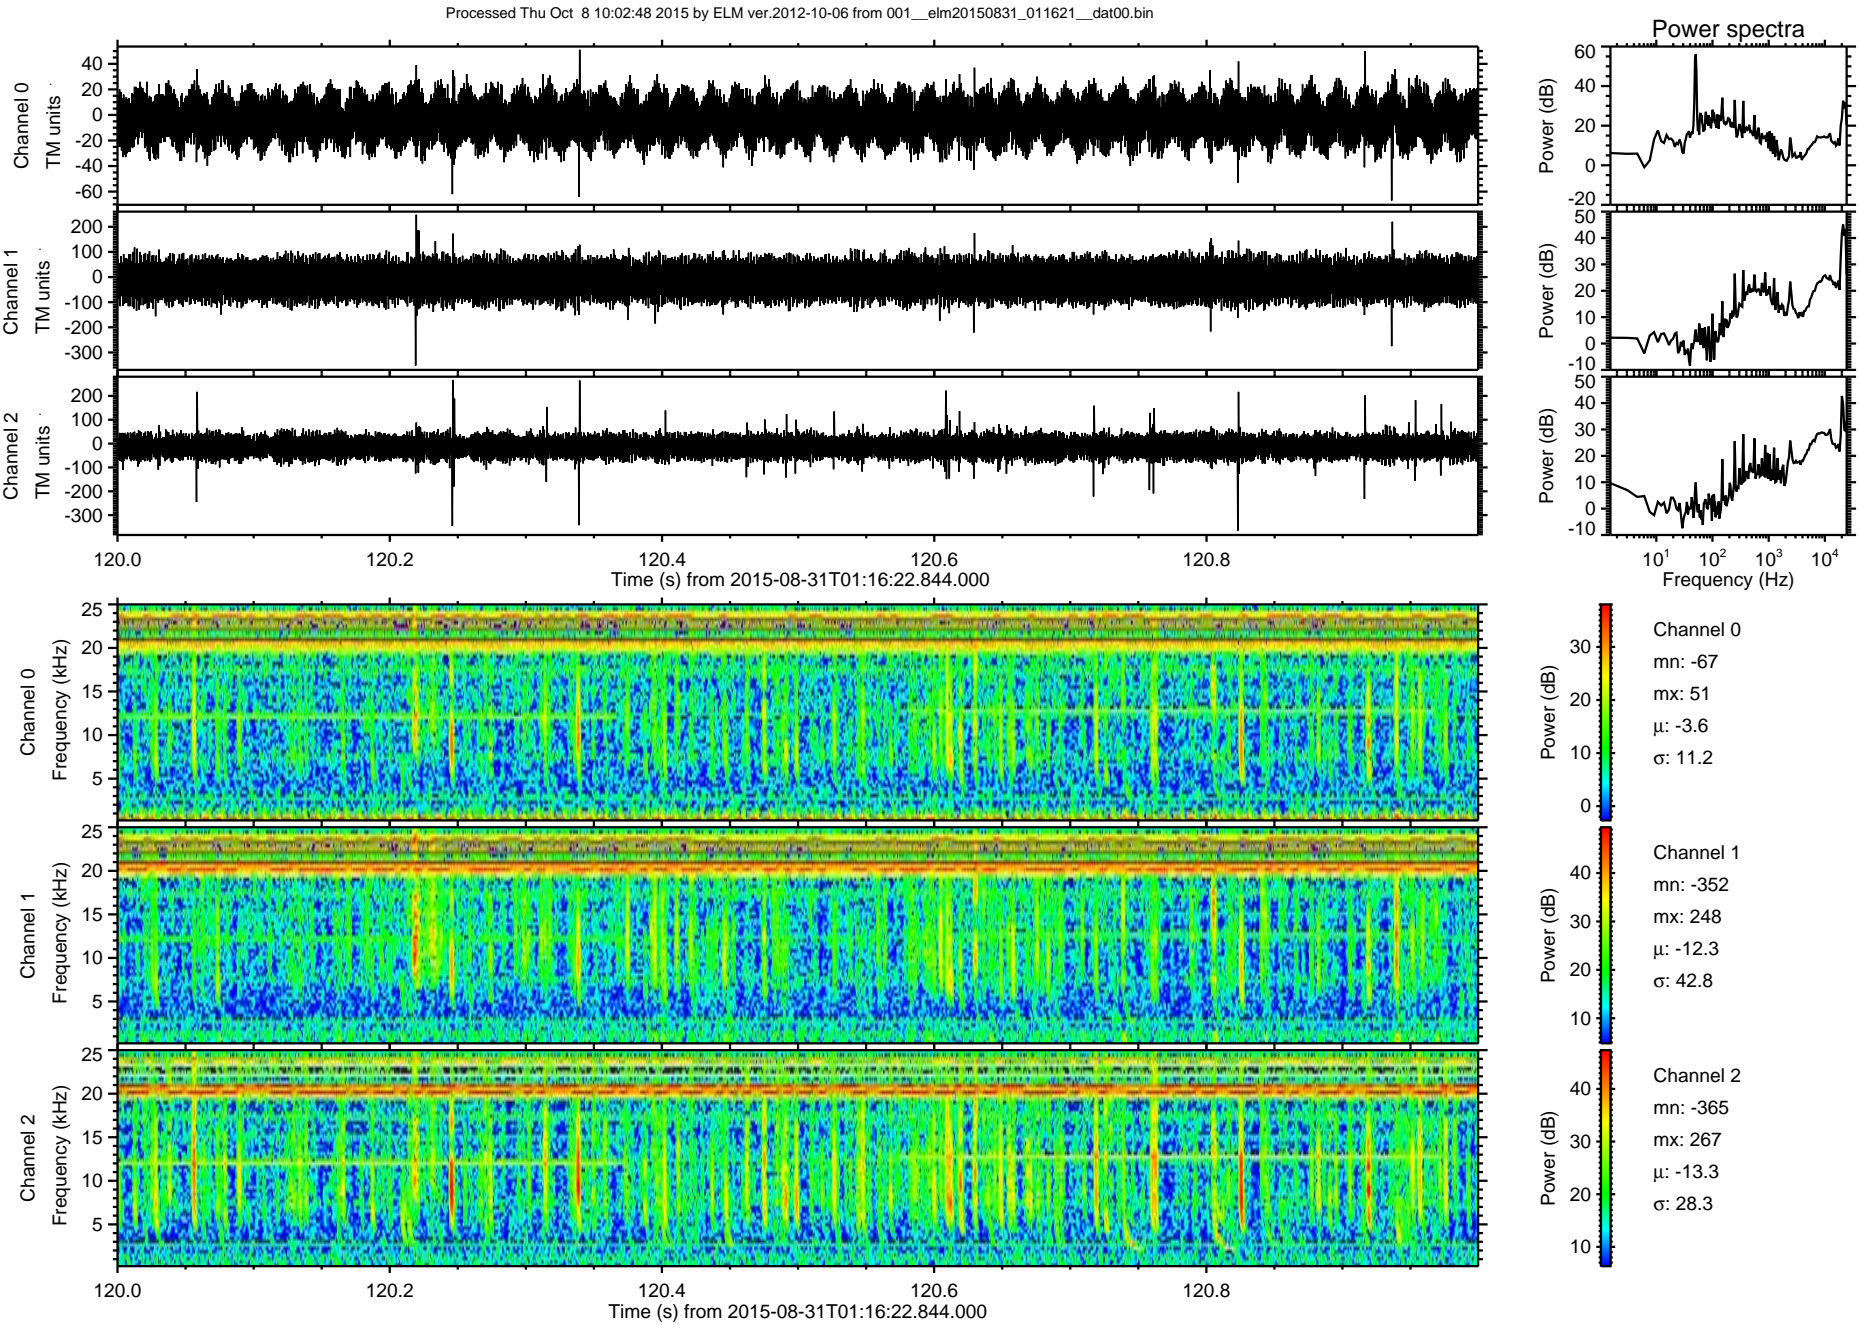 Processed Thu Oct 8 10:02:48 2015 by ELM ver.2012-10-06 from 001__elm20150831_011621__dat00.bin
Power spectra
Channel 0
TM units
40
20
0
-20
-40
-60
Power (dB)
60
40
20
0
-20
Channel 1
TM units
200
100
0
-100
-200
-300
Power (dB)
50
40
30
20
10
0
-10
Channel 2
TM units
200
100
0
-100
-200
-300
Power (dB)
50
40
30
20
10
0
-10
120.0 120.2 120.4 120.6 120.8
Time (s) from 2015-08-31T01:16:22.844.000
10¹ 10² 10³ 10⁴
Frequency (Hz)
Channel 0
Frequency (kHz)
25
20
15
10
5
Power (dB)
30
20
10
0
Channel 0
mn: -67
mx: 51
μ: -3.6
σ: 11.2
Channel 1
Frequency (kHz)
25
20
15
10
5
Power (dB)
40
30
20
10
Channel 1
mn: -352
mx: 248
μ: -12.3
σ: 42.8
Channel 2
Frequency (kHz)
25
20
15
10
5
Power (dB)
40
30
20
10
Channel 2
mn: -365
mx: 267
μ: -13.3
σ: 28.3
120.0 120.2 120.4 120.6 120.8
Time (s) from 2015-08-31T01:16:22.844.000